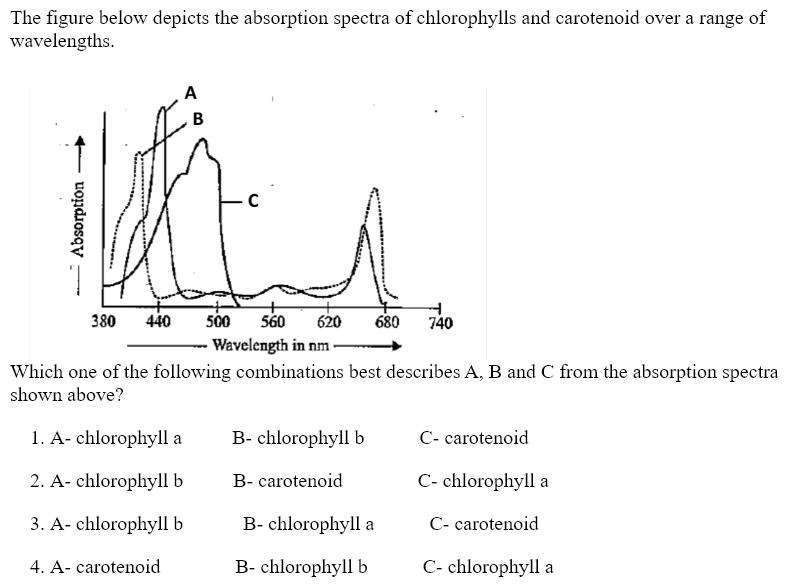 The figure below depicts the absorption spectra of chlorophylls and carotenoid over a range of
wavelengths.
A
B
C
Absorption
380 440 500 560 620 680 740
Wavelength in nm
Which one of the following combinations best describes A, B and C from the absorption spectra
shown above?
1. A- chlorophyll a B- chlorophyll b C- carotenoid
2. A- chlorophyll b B- carotenoid C- chlorophyll a
3. A- chlorophyll b B- chlorophyll a C- carotenoid
4. A- carotenoid B- chlorophyll b C- chlorophyll a